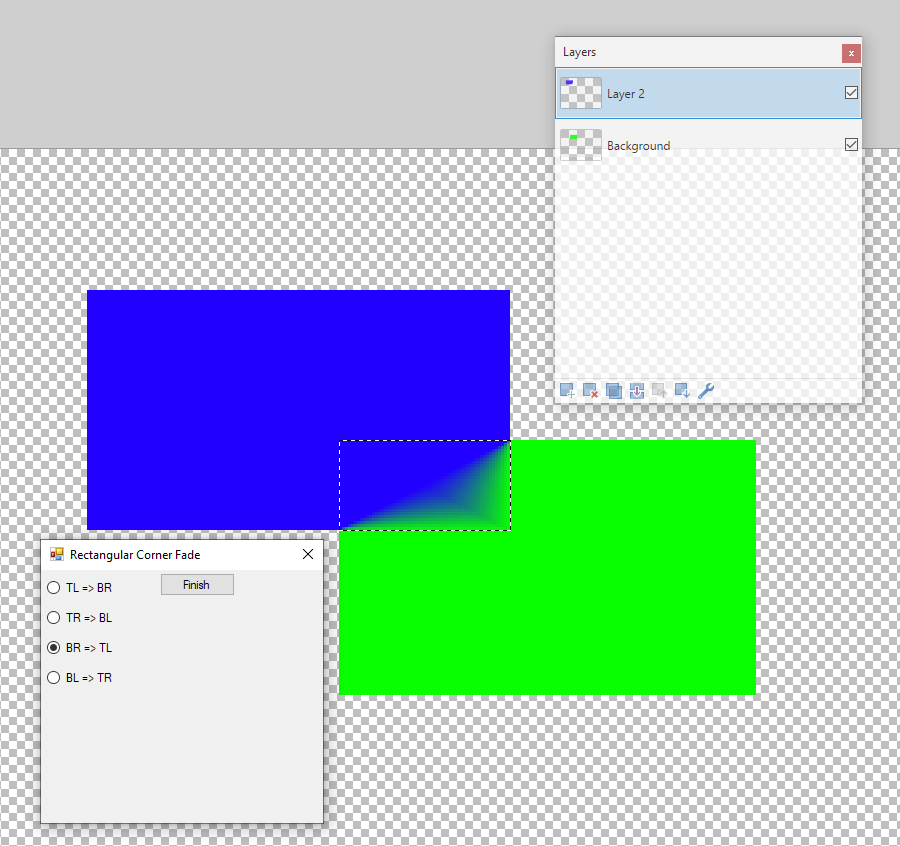 Layers
x
Layer 2
Background
Rectangular Corner Fade
TL => BR
Finish
TR => BL
BR => TL
BL => TR